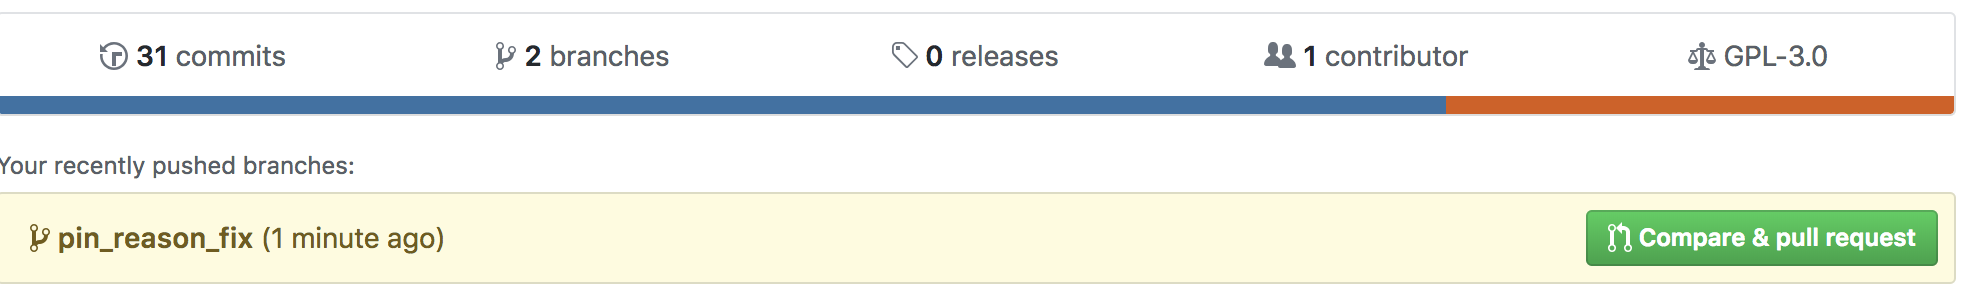 31 commits 2 branches 0 releases 1 contributor GPL-3.0
Your recently pushed branches:
pin_reason_fix (1 minute ago) Compare & pull request